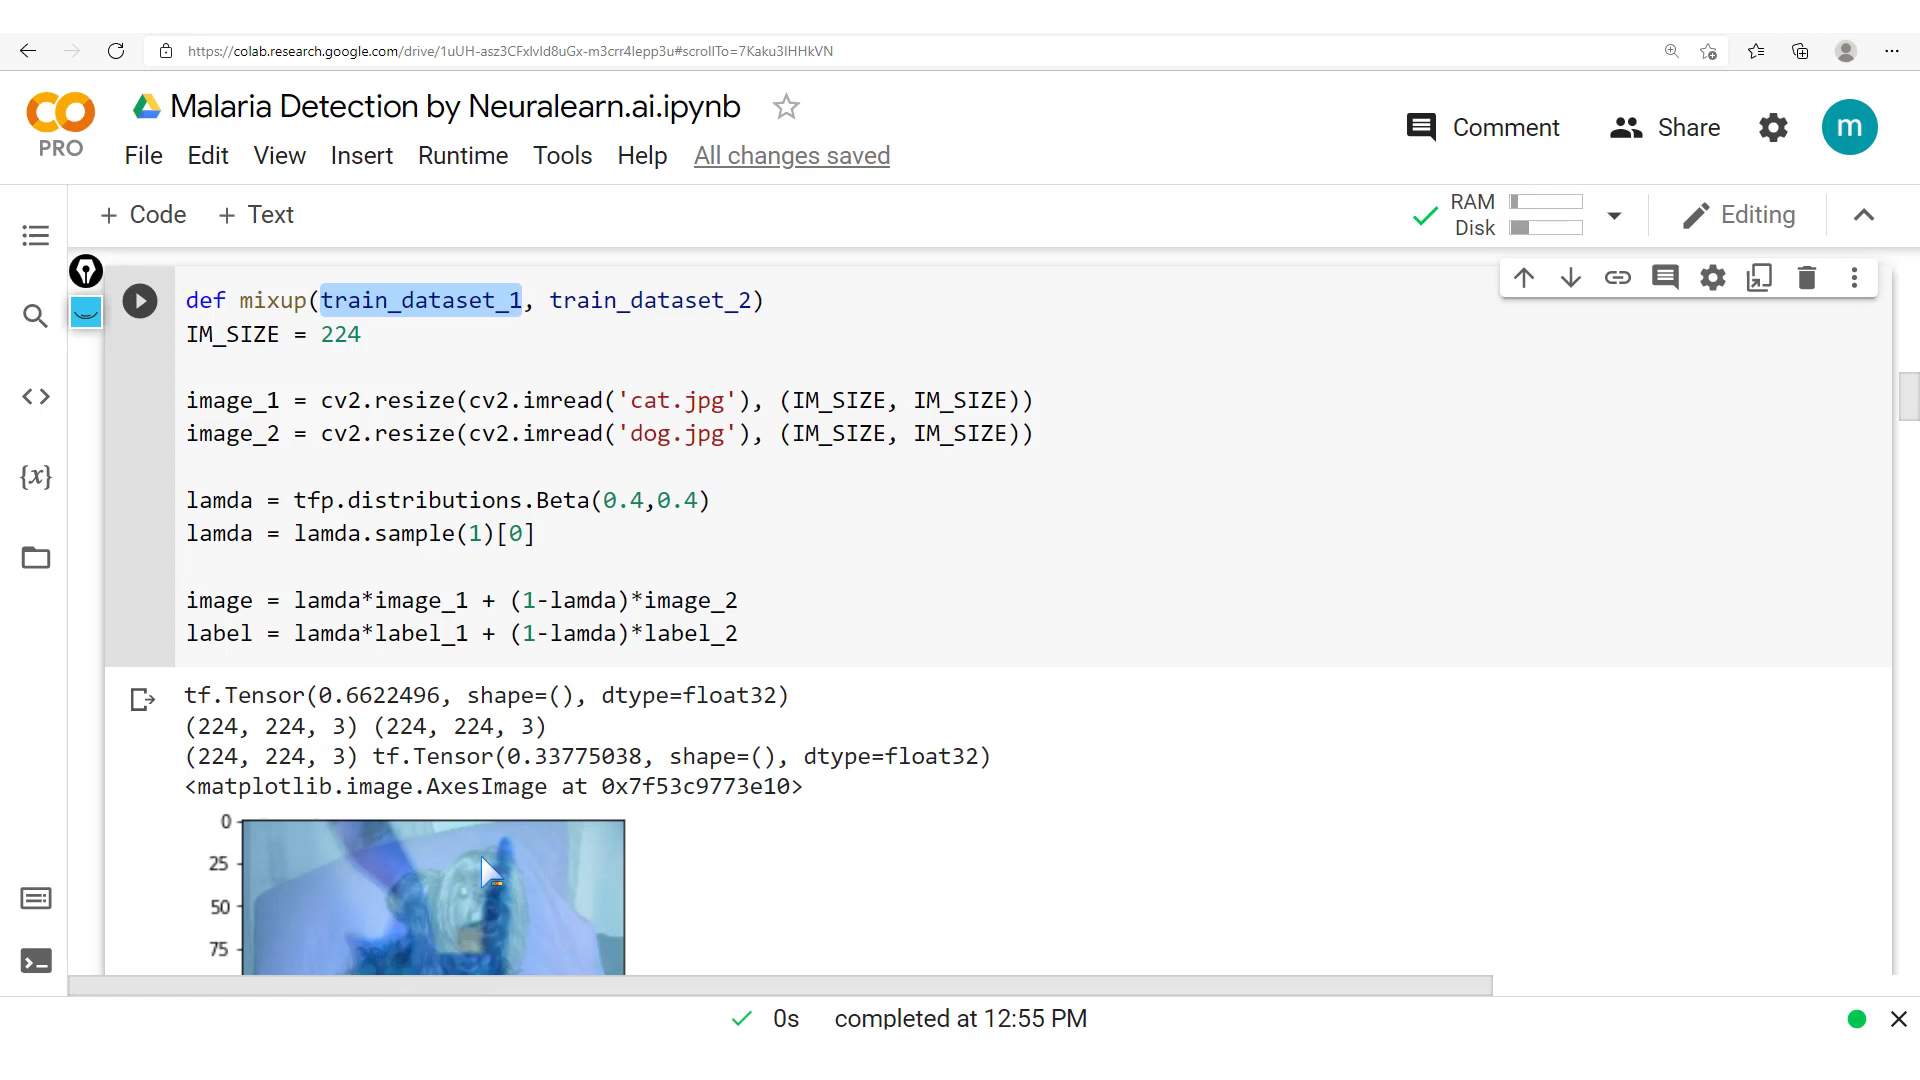 https://colab.research.google.com/drive/1uUH-asz3CFxlvId8uGx-m3crr4lepp3u#scrollTo=7Kaku3IHHkVN
CO
PRO
Malaria Detection by Neuralearn.ai.ipynb
File Edit View Insert Runtime Tools Help All changes saved
Comment
Share
m
+ Code + Text
RAM
Disk
Editing
{x}
def mixup(train_dataset_1, train_dataset_2)
IM_SIZE = 224
image_1 = cv2.resize(cv2.imread('cat.jpg'), (IM_SIZE, IM_SIZE))
image_2 = cv2.resize(cv2.imread('dog.jpg'), (IM_SIZE, IM_SIZE))
lamda = tfp.distributions.Beta(0.4,0.4)
lamda = lamda.sample(1)[0]
image = lamda*image_1 + (1-lamda)*image_2
label = lamda*label_1 + (1-lamda)*label_2
tf.Tensor(0.6622496, shape=(), dtype=float32)
(224, 224, 3) (224, 224, 3)
(224, 224, 3) tf.Tensor(0.33775038, shape=(), dtype=float32)
<matplotlib.image.AxesImage at 0x7f53c9773e10>
0
25
50
75
0s completed at 12:55 PM